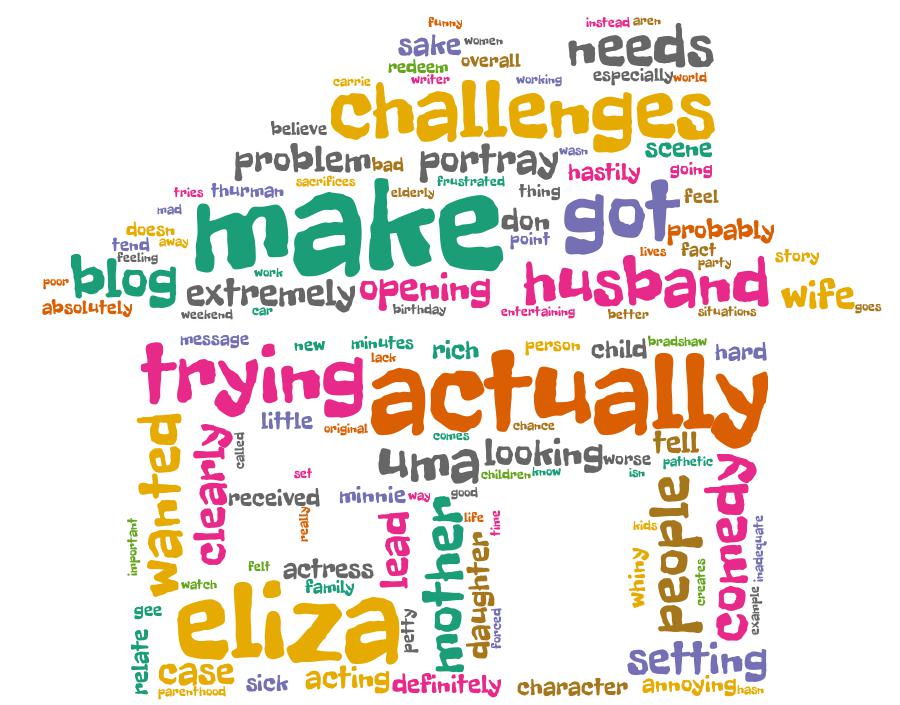 funny instead aren
sake women needs
redeem overall
carrie writer working especially world
challenges
believe
problem bad portray wasn scene
hastily going
tries thurman sacrifices elderly frustrated thing feel
mad make don got
doesn point probably
tend away
feeling lives fact
poor blog work party story
extremely opening husband wife
absolutely weekend car birthday entertaining better situations goes
message new minutes rich person child bradshaw hard
lack
trying actually
little original chance
comes
wanted clearly called uma looking worse tell
set children know isn pathetic
received minnie way good
really lead mother life time people comedy
important kids inadequate
felt actress daughter whiny creates
watch family
gee eliza petty forced example
relate
case setting
sick acting definitely character annoying hasn
parenthood